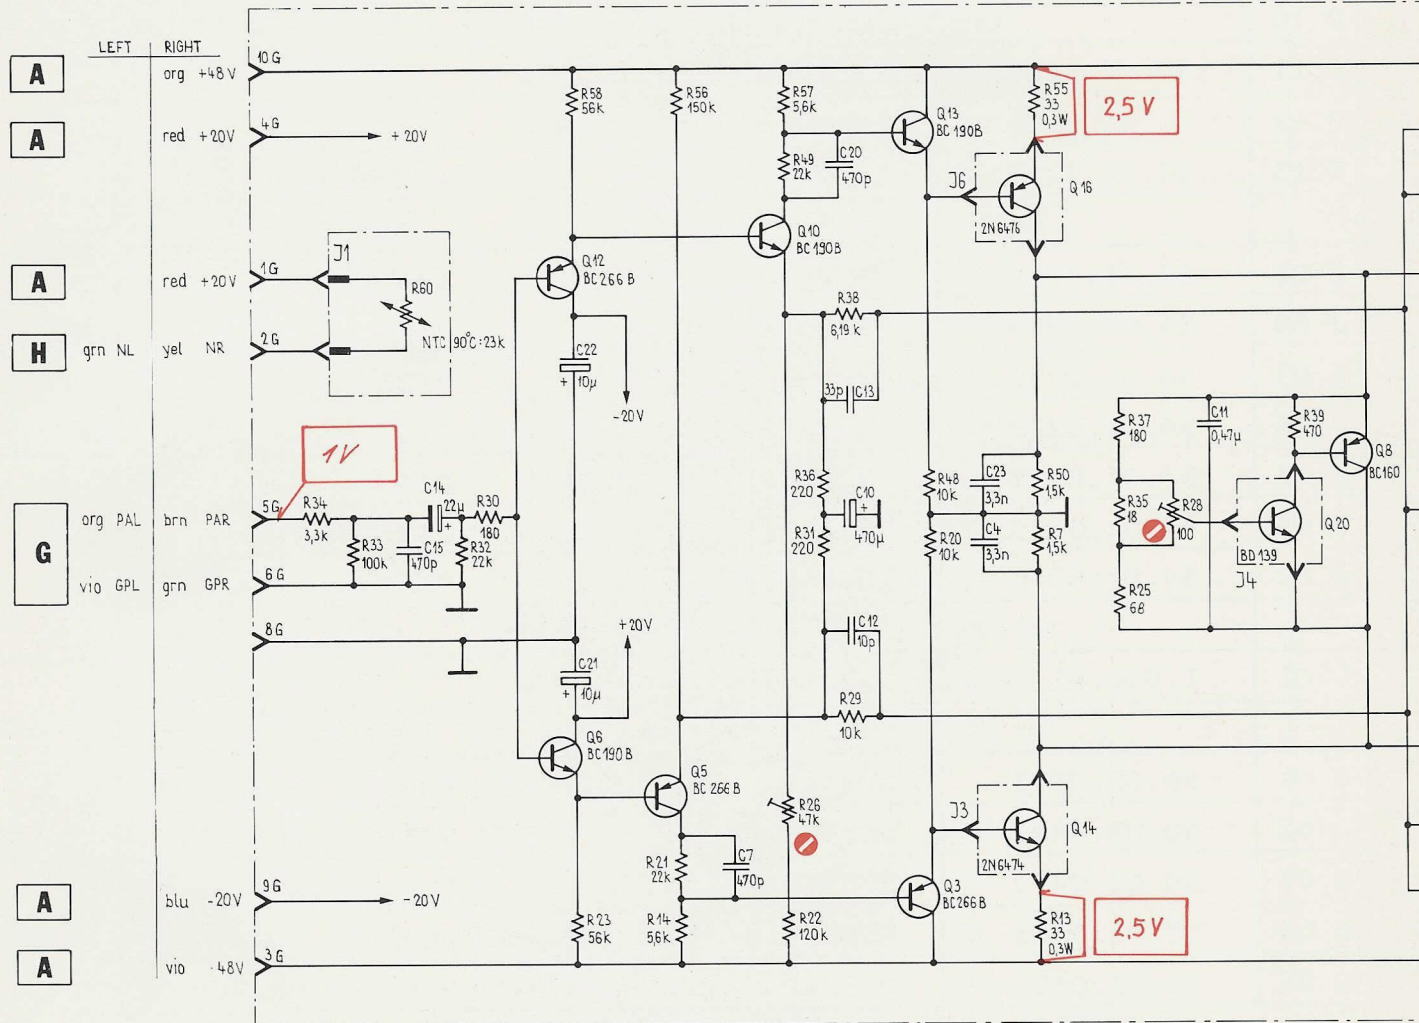 LEFT RIGHT
A org +48V 10G
A red +20V 4G +20V
A red +20V 1G
H grn NL yel NR 2G
J1
R60
NTC 90°C:23k
1V
G org PAL brn PAR 5G
vio GPL grn GPR 6G
8G
A blu -20V 9G -20V
A vio -48V 3G
R34
3,3k
R33
100k
C15
470p
C14
22µ
+
R32
22k
R30
180
R58
56k
Q12
BC266B
C22
+ 10µ
-20V
+20V
C21
+ 10µ
Q6
BC190B
R23
56k
R56
150k
Q5
BC266B
R21
22k
C7
470p
R14
5,6k
R57
5,6k
R49
22k
C20
470p
Q10
BC190B
R38
6,19k
33p C13
R36
220
C10
+
470µ
R31
220
C12
10p
R29
10k
R26
47k
R22
120k
Q13
BC190B
J6
2N6476
Q16
R55
33
0,3W
2,5V
R48
10k
C23
3,3n
R50
1,5k
R20
10k
C4
3,3n
R7
1,5k
J3
2N6474
Q14
Q3
BC266B
R13
33
0,3W
2,5V
R37
180
C11
0,47µ
R39
470
Q8
BC160
R35
18
R28
100
Q20
BD139
J4
R25
68